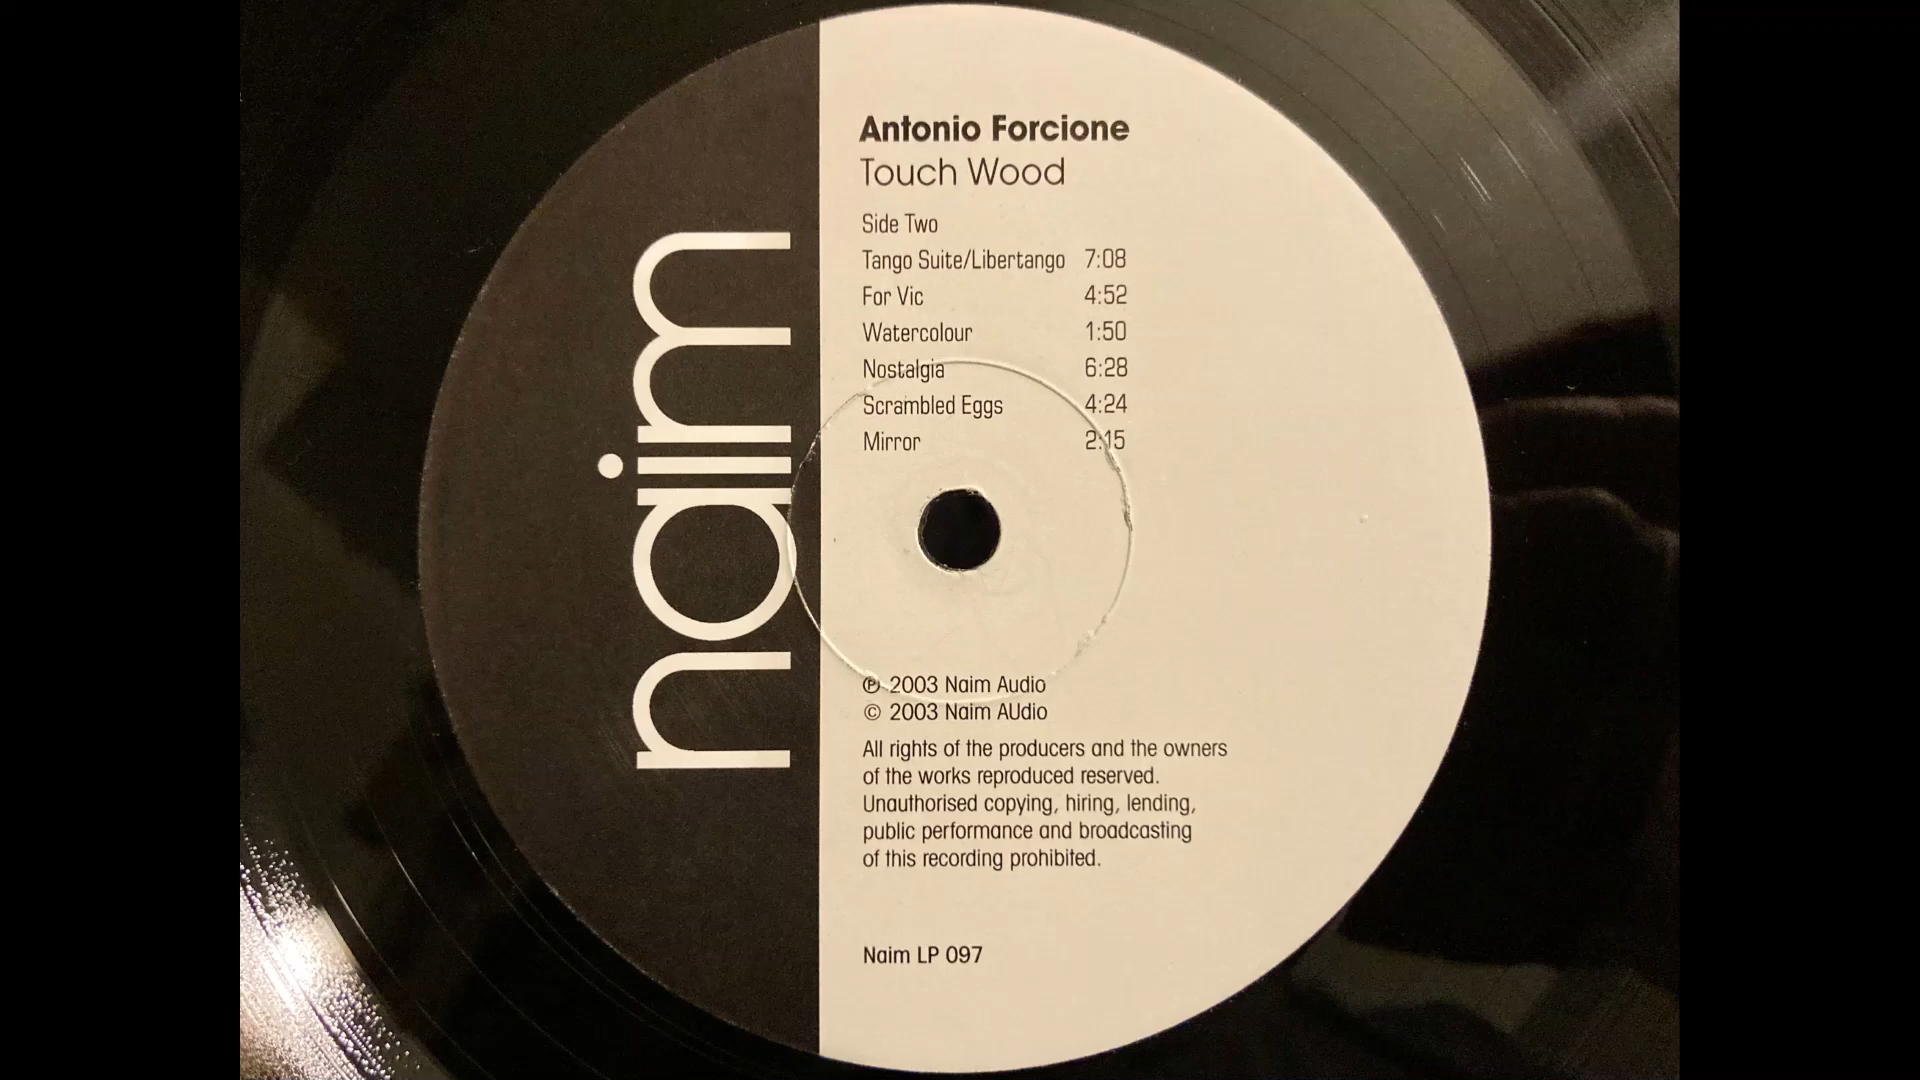 naim
Antonio Forcione
Touch Wood
Side Two
Tango Suite/Libertango 7:08
For Vic 4:52
Watercolour 1:50
Nostalgia 6:28
Scrambled Eggs 4:24
Mirror 2:15
℗ 2003 Naim Audio
© 2003 Naim AUdio
All rights of the producers and the owners
of the works reproduced reserved.
Unauthorised copying, hiring, lending,
public performance and broadcasting
of this recording prohibited.
Naim LP 097